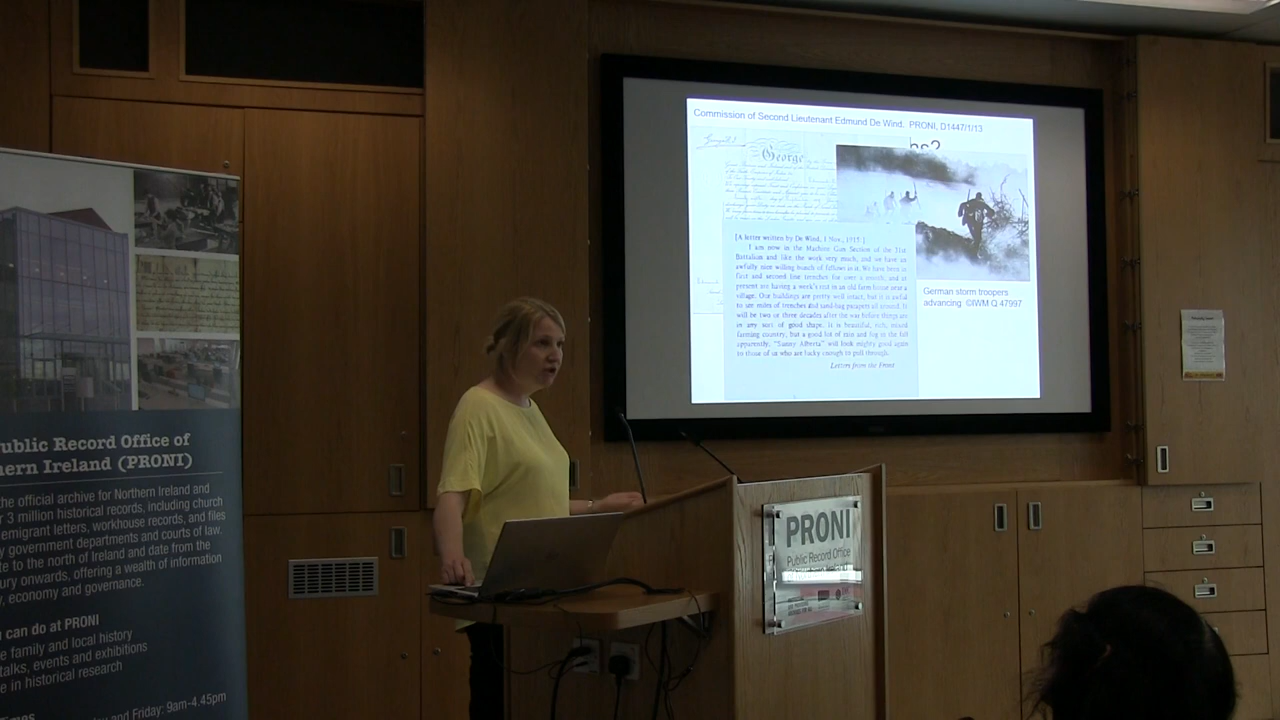 Public Record Office of
hern Ireland (PRONI)
the official archive for Northern Ireland and
r 3 million historical records, including church
emigrant letters, workhouse records, and files
y government departments and courts of law.
te to the north of Ireland and date from the
ury onwards, offering a wealth of information
y, economy and governance.
can do at PRONI
e family and local history
talks, events and exhibitions
e in historical research
Times
y and Friday: 9am-4.45pm
Commission of Second Lieutenant Edmund De Wind. PRONI, D1447/1/13
hs?
George
[A letter written by De Wind, 1 Nov., 1915.]
I am now in the Machine Gun Section of the 31st
Battalion and like the work very much, and we have an
awfully nice willing bunch of fellows in it. We have been in
first and second line trenches for over a month, and at
present are having a week's rest in an old farm house near a
village. Our buildings are pretty well intact, but it is awful
to see miles of trenches and sand-bag parapets all around. It
will be two or three decades after the war before things are
in any sort of good shape. It is beautiful, rich, mixed
farming country, but a good lot of rain and fog in the fall
apparently. "Sunny Alberta" will look mighty good again
to those of us who are lucky enough to pull through.
Letters from the Front
German storm troopers
advancing: ©IWM Q 47997
PRONI
Public Record Office